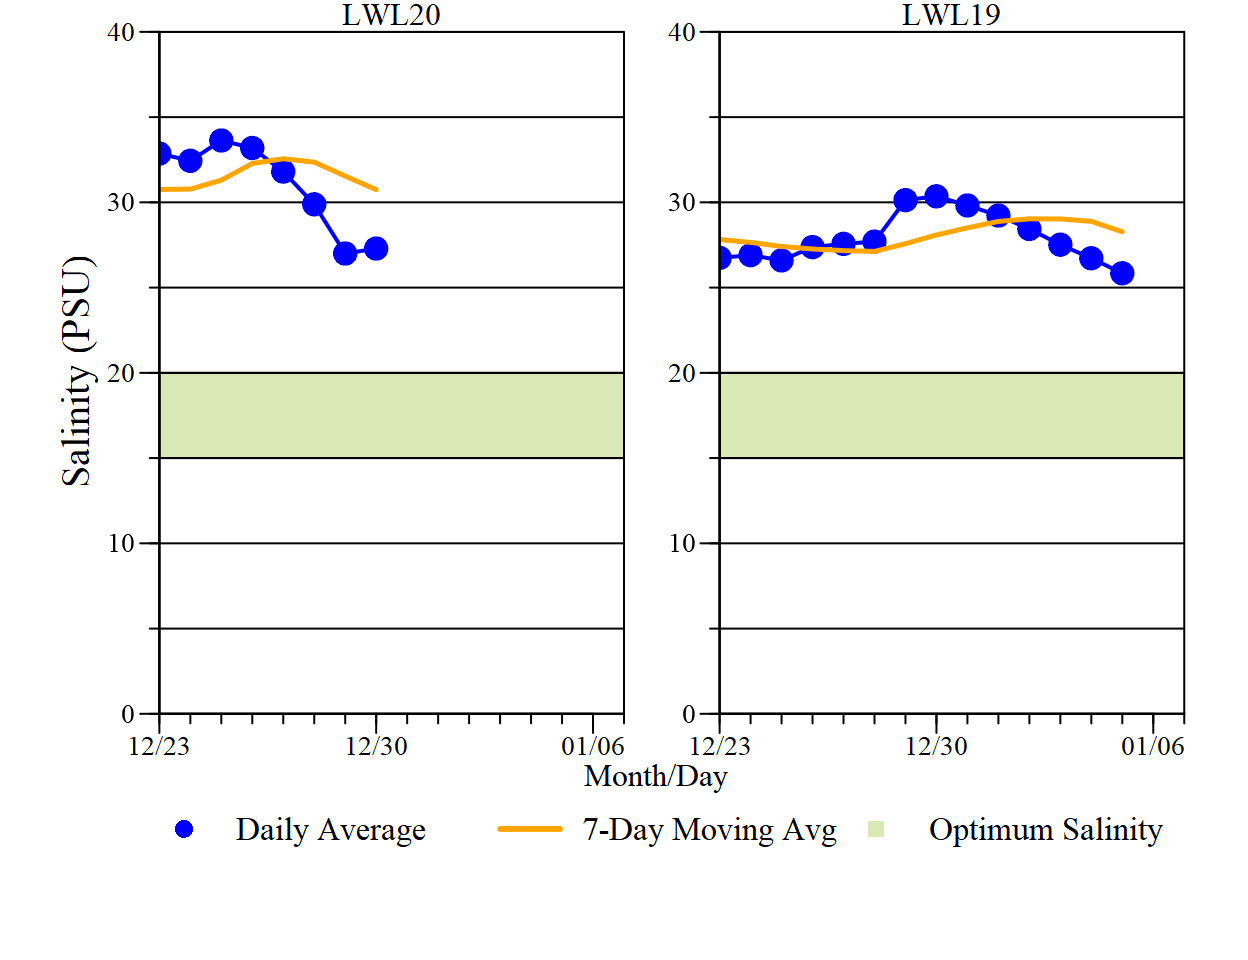 LWL20
LWL19
40
30
20
10
0
40
30
20
10
0
Salinity (PSU)
12/23
12/30
01/06
12/23
12/30
01/06
Month/Day
Daily Average
7-Day Moving Avg
Optimum Salinity